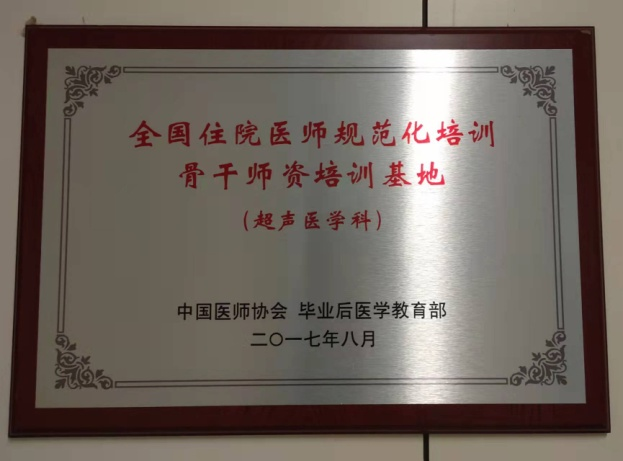 全国住院医师规范化培训
骨干师资培训基地
（超声医学科）
中国医师协会 毕业后医学教育部
二〇一七年八月